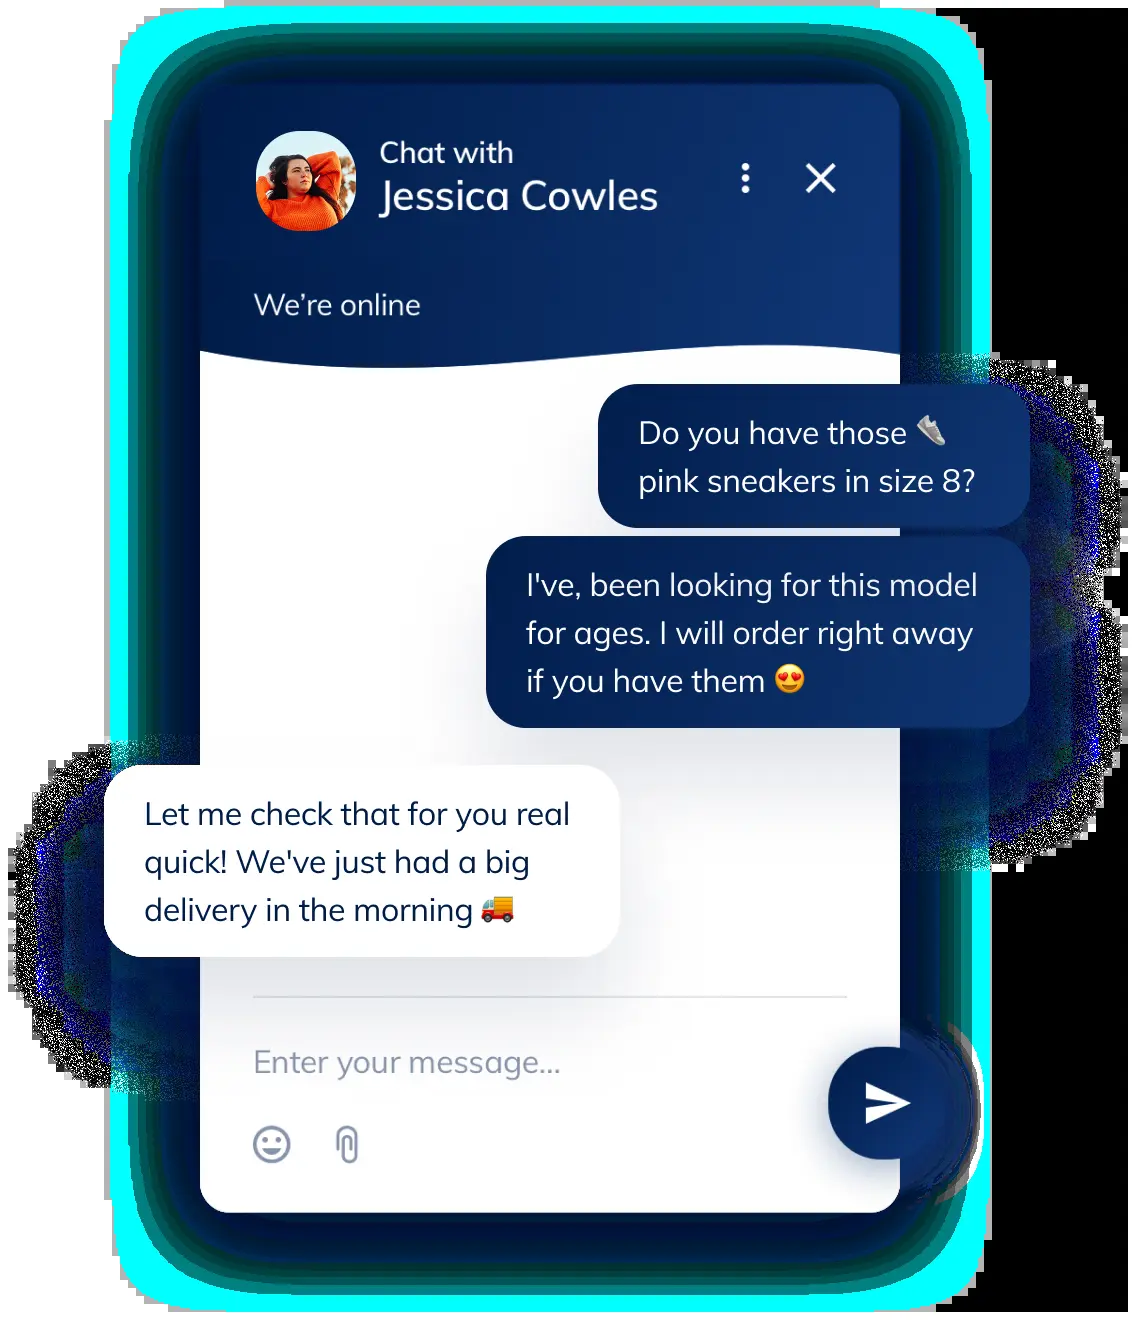 Chat with
Jessica Cowles
We’re online
Do you have those 👟
pink sneakers in size 8?
I've, been looking for this model
for ages. I will order right away
if you have them 😍
Let me check that for you real
quick! We've just had a big
delivery in the morning 🚚
Enter your message...